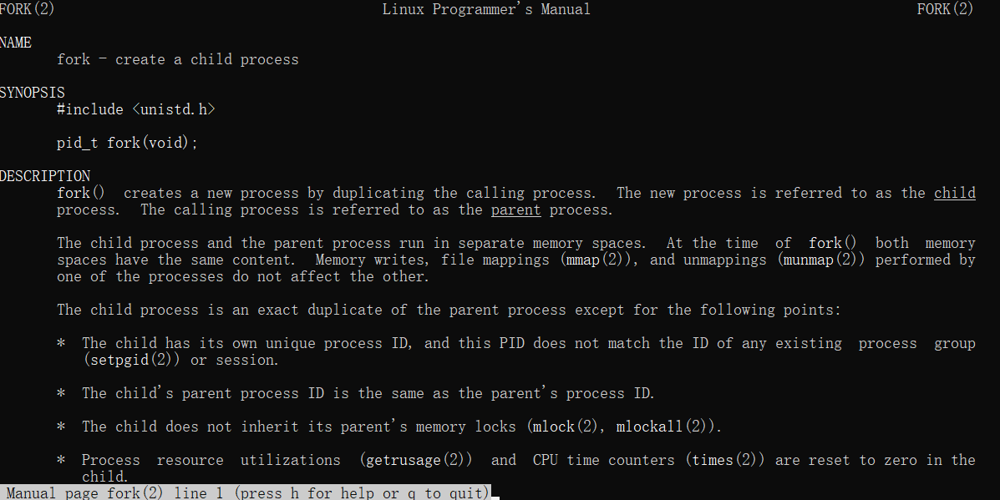 FORK(2) Linux Programmer's Manual FORK(2)
NAME
fork - create a child process
SYNOPSIS
#include <unistd.h>
pid_t fork(void);
DESCRIPTION
fork() creates a new process by duplicating the calling process. The new process is referred to as the child
process. The calling process is referred to as the parent process.
The child process and the parent process run in separate memory spaces. At the time of fork() both memory
spaces have the same content. Memory writes, file mappings (mmap(2)), and unmappings (munmap(2)) performed by
one of the processes do not affect the other.
The child process is an exact duplicate of the parent process except for the following points:
* The child has its own unique process ID, and this PID does not match the ID of any existing process group
(setpgid(2)) or session.
* The child's parent process ID is the same as the parent's process ID.
* The child does not inherit its parent's memory locks (mlock(2), mlockall(2)).
* Process resource utilizations (getrusage(2)) and CPU time counters (times(2)) are reset to zero in the
child.
Manual page fork(2) line 1 (press h for help or q to quit)